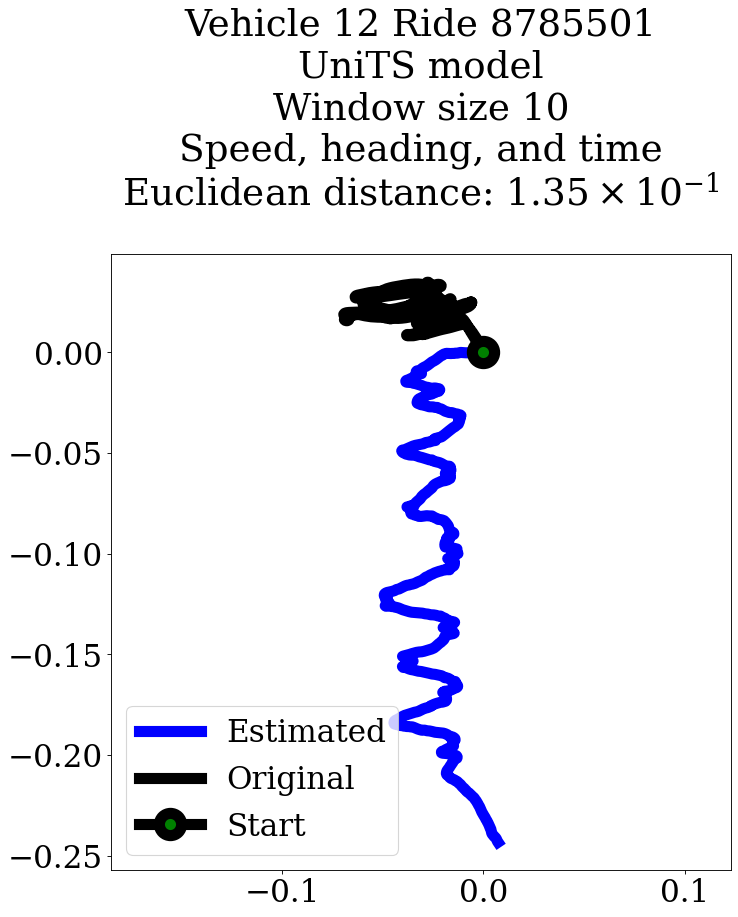 Vehicle 12 Ride 8785501
UniTS model
Window size 10
Speed, heading, and time
Euclidean distance: 1.35 × 10⁻¹
0.00
−0.05
−0.10
−0.15
−0.20
−0.25
Estimated
Original
Start
−0.1
0.0
0.1